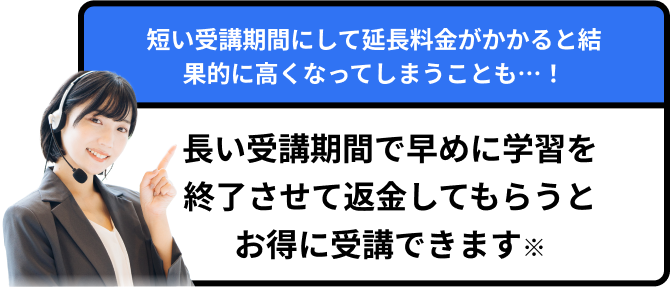 短い受講期間にして延長料金がかかると結
果的に高くなってしまうことも…！
長い受講期間で早めに学習を
終了させて返金してもらうと
お得に受講できます※